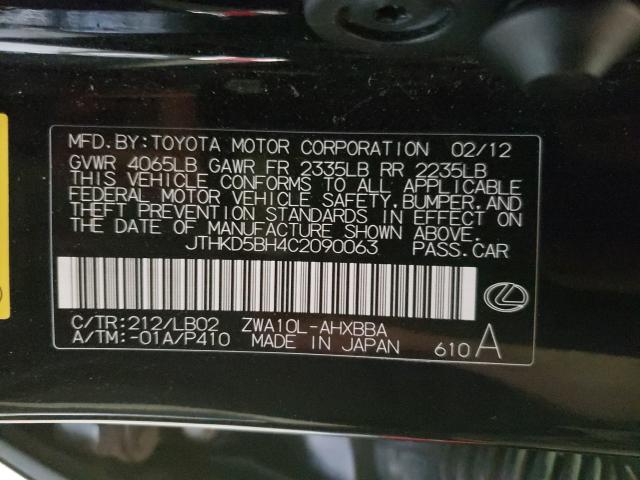 MFD.BY:TOYOTA MOTOR CORPORATION 02/12
GVWR 4065LB GAWR FR 2335LB RR 2235LB
THIS VEHICLE CONFORMS TO ALL APPLICABLE
FEDERAL MOTOR VEHICLE SAFETY,BUMPER,AND
THEFT PREVENTION STANDARDS IN EFFECT ON
THE DATE OF MANUFACTURE SHOWN ABOVE.
JTHKD5BH4C2090063 PASS.CAR
C/TR:212/LB02 ZWA10L-AHXBBA
A/TM:-01A/P410 MADE IN JAPAN 610 A